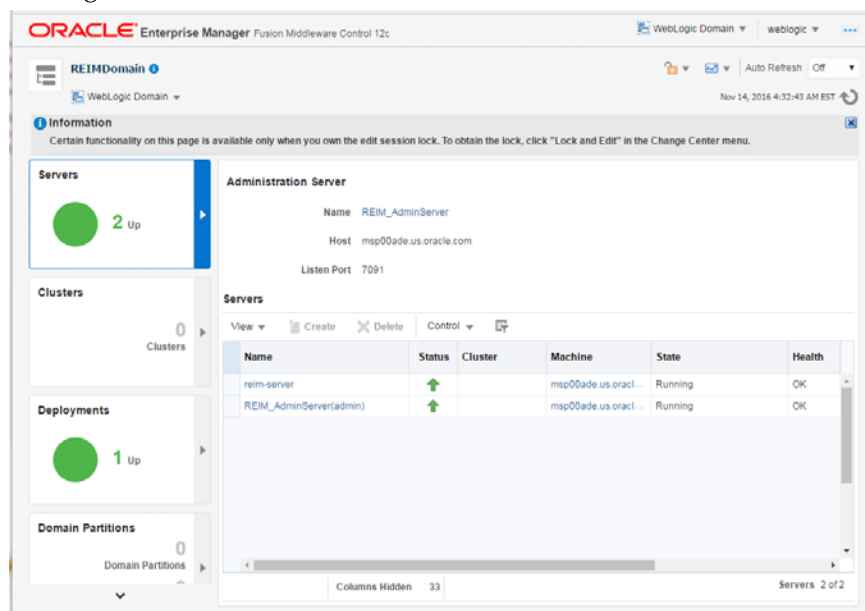 ORACLE Enterprise Manager Fusion Middleware Control 12c
WebLogic Domain
weblogic
REIMDomain
WebLogic Domain
Auto Refresh Off
Nov 14, 2016 4:32:43 AM EST
Information
Certain functionality on this page is available only when you own the edit session lock. To obtain the lock, click "Lock and Edit" in the Change Center menu.
Servers
2 Up
Clusters
0
Clusters
Deployments
1 Up
Domain Partitions
0
Domain Partitions
Administration Server
Name REIM_AdminServer
Host msp00ade.us.oracle.com
Listen Port 7091
Servers
View Create Delete Control
Name Status Cluster Machine State Health
reim-server msp00ade.us.oracl... Running OK
REIM_AdminServer(admin) msp00ade.us.oracl... Running OK
Columns Hidden 33
Servers 2 of 2